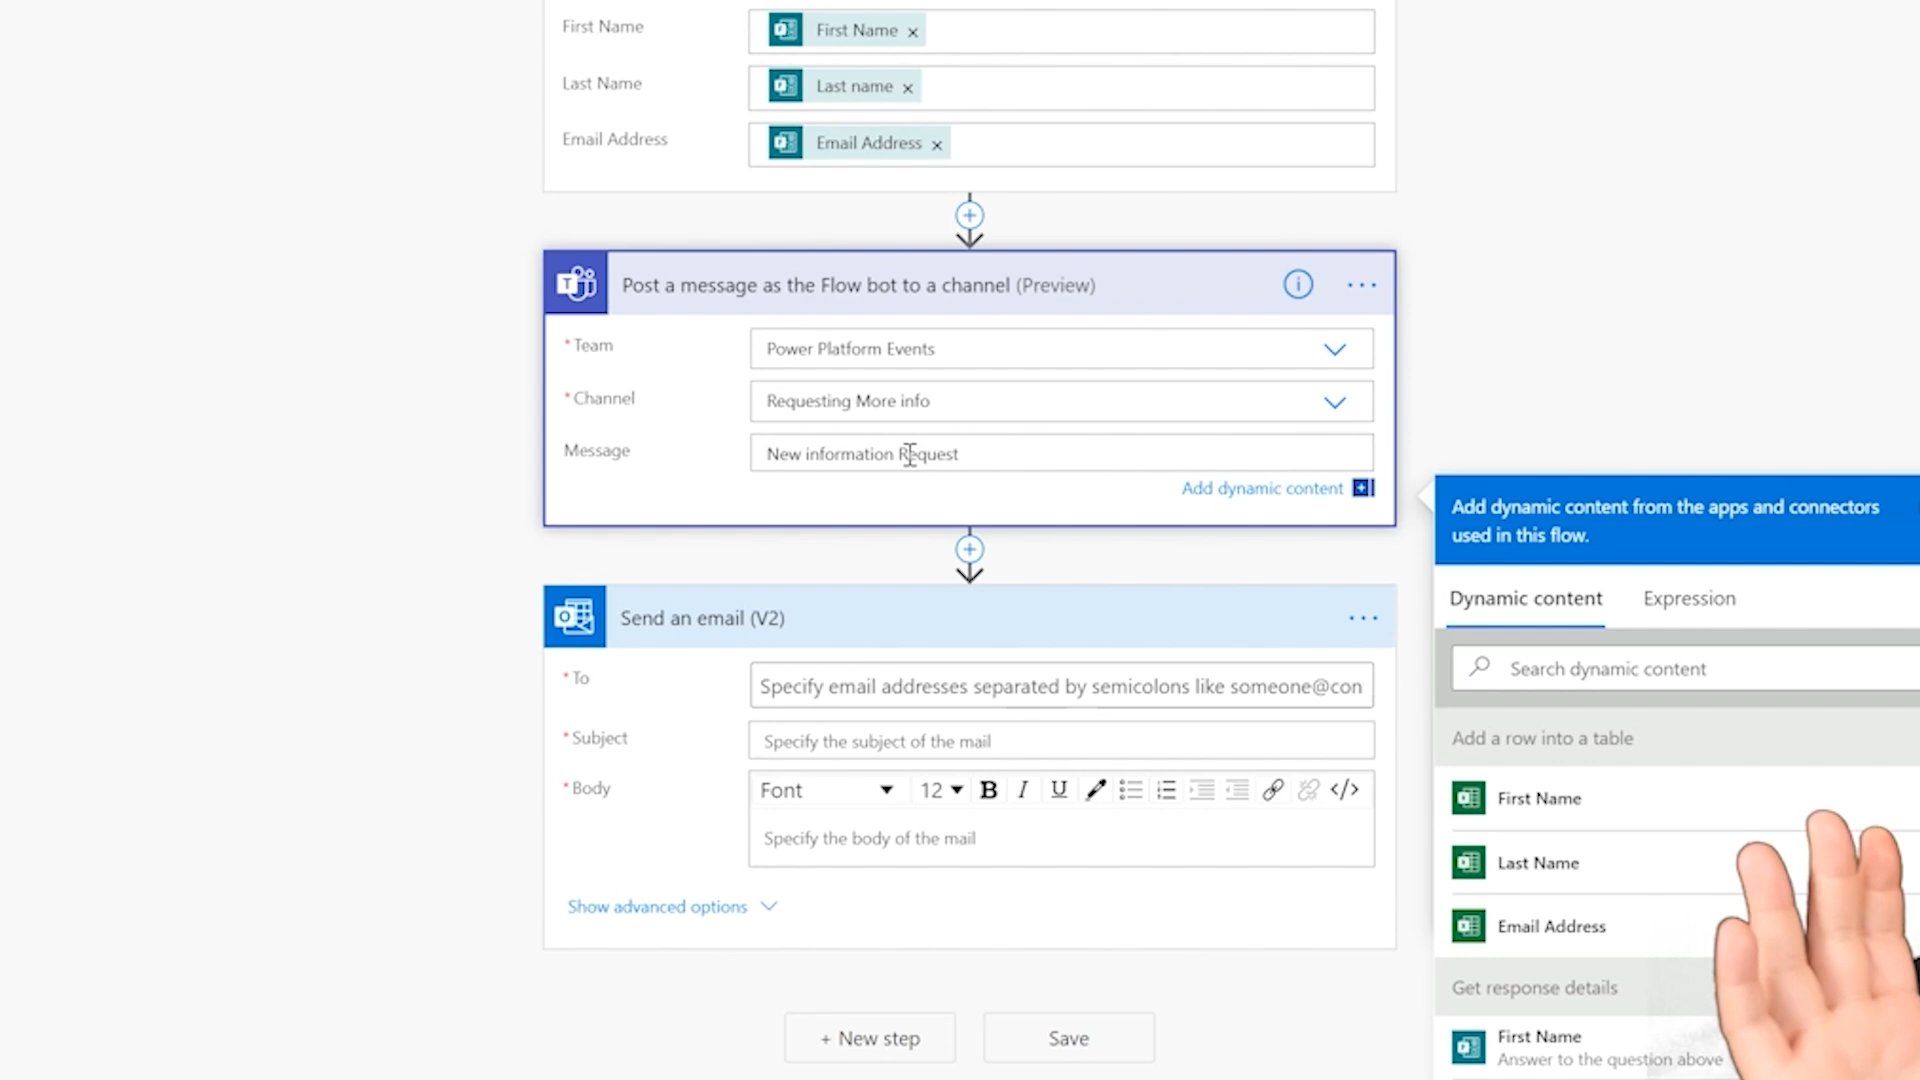 First Name
First Name ×
Last Name
Last name ×
Email Address
Email Address ×
Post a message as the Flow bot to a channel (Preview)
* Team
Power Platform Events
* Channel
Requesting More info
Message
New information Request
Add dynamic content
Send an email (V2)
* To
Specify email addresses separated by semicolons like someone@con
* Subject
Specify the subject of the mail
* Body
Font
12
B I U
</>
Specify the body of the mail
Show advanced options
+ New step
Save
Add dynamic content from the apps and connectors
used in this flow.
Dynamic content
Expression
Search dynamic content
Add a row into a table
First Name
Last Name
Email Address
Get response details
First Name
Answer to the question above